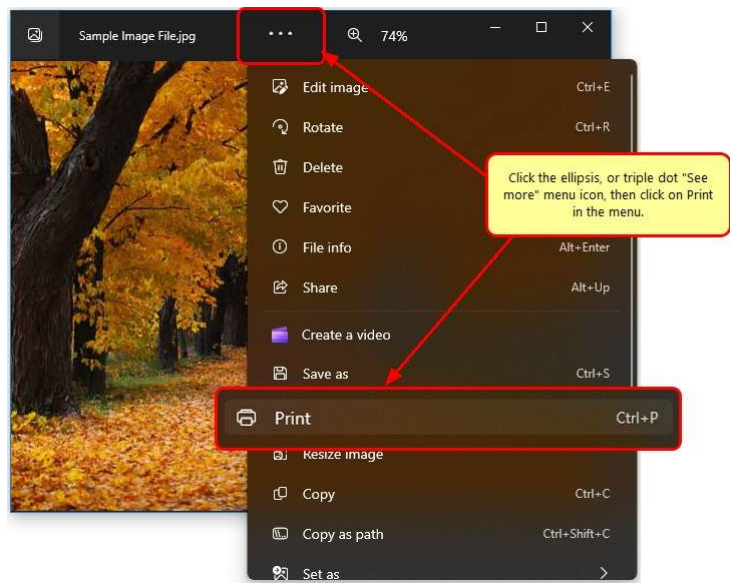 Sample Image File.jpg
74%
Edit image Ctrl+E
Rotate Ctrl+R
Delete
Click the ellipsis, or triple dot "See
more" menu icon, then click on Print
in the menu.
Favorite
File info Alt+Enter
Share Alt+Up
Create a video
Save as Ctrl+S
Print Ctrl+P
Resize image
Copy Ctrl+C
Copy as path Ctrl+Shift+C
Set as